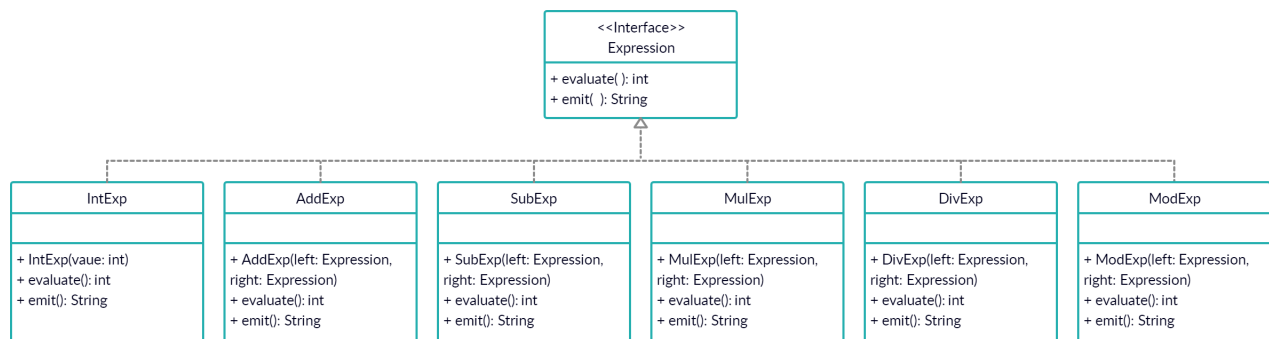 <<Interface>>
Expression
+ evaluate( ): int
+ emit(  ): String
IntExp
+ IntExp(vaue: int)
+ evaluate(): int
+ emit(): String
AddExp
+ AddExp(left: Expression,
right: Expression)
+ evaluate(): int
+ emit(): String
SubExp
+ SubExp(left: Expression,
right: Expression)
+ evaluate(): int
+ emit(): String
MulExp
+ MulExp(left: Expression,
right: Expression)
+ evaluate(): int
+ emit(): String
DivExp
+ DivExp(left: Expression,
right: Expression)
+ evaluate(): int
+ emit(): String
ModExp
+ ModExp(left: Expression,
right: Expression)
+ evaluate(): int
+ emit(): String